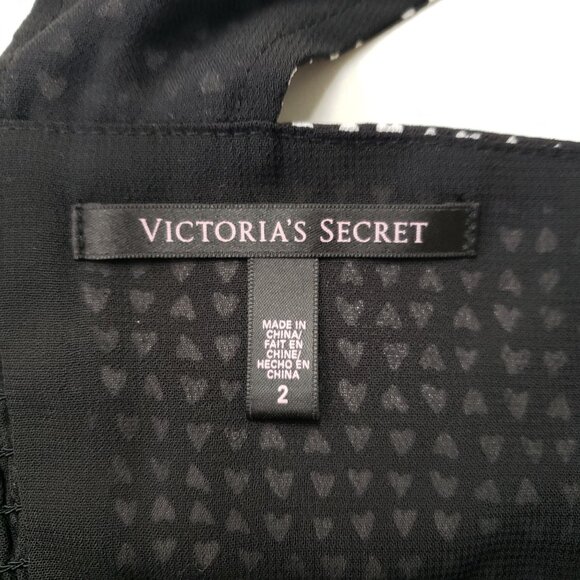 VICTORIA'S SECRET
MADE IN
CHINA/
FAIT EN
CHINE/
HECHO EN
CHINA
2